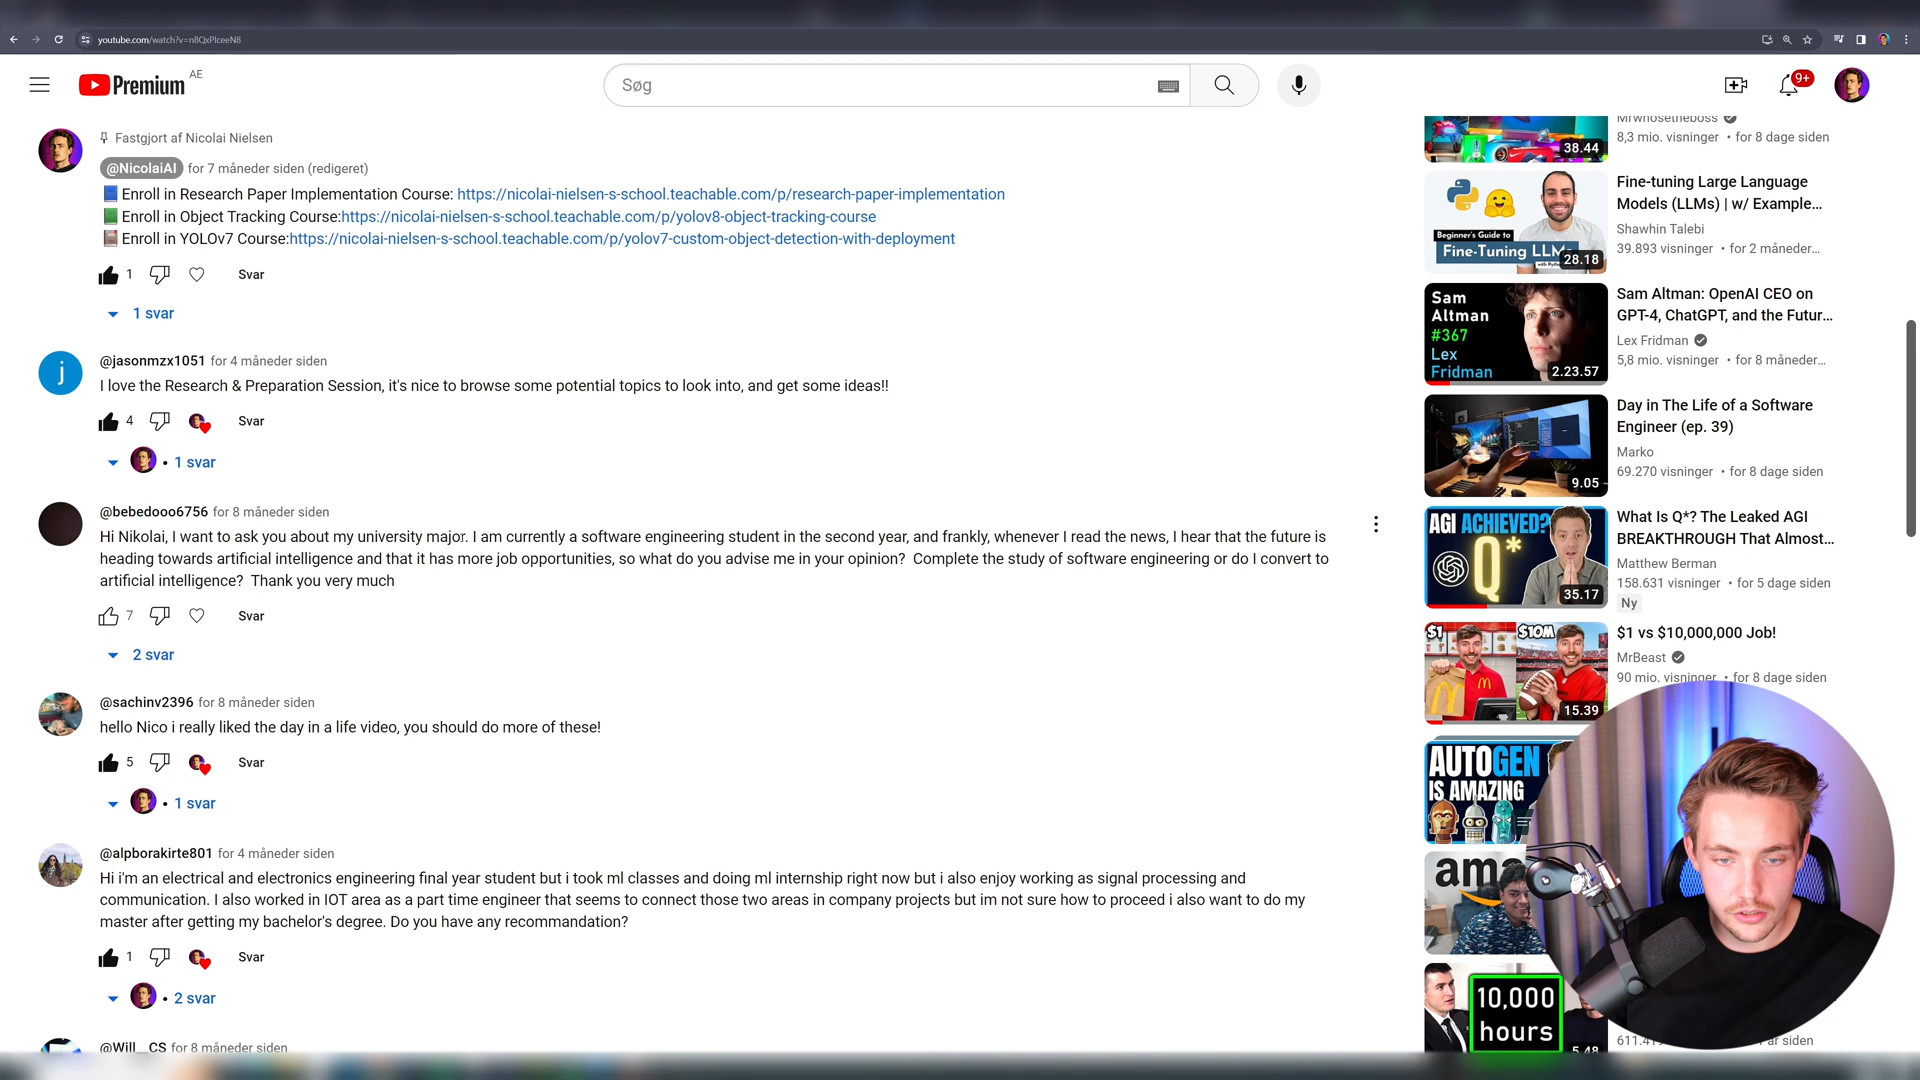 youtube.com/watch?v=n8QxPlceeN8
Premium AE
Søg
9+
Fastgjort af Nicolai Nielsen
@NicolaiAI for 7 måneder siden (redigeret)
Enroll in Research Paper Implementation Course: https://nicolai-nielsen-s-school.teachable.com/p/research-paper-implementation
Enroll in Object Tracking Course:https://nicolai-nielsen-s-school.teachable.com/p/yolov8-object-tracking-course
Enroll in YOLOv7 Course:https://nicolai-nielsen-s-school.teachable.com/p/yolov7-custom-object-detection-with-deployment
1 Svar
1 svar
j
@jasonmzx1051 for 4 måneder siden
I love the Research & Preparation Session, it's nice to browse some potential topics to look into, and get some ideas!!
4 Svar
• 1 svar
@bebedooo6756 for 8 måneder siden
Hi Nikolai, I want to ask you about my university major. I am currently a software engineering student in the second year, and frankly, whenever I read the news, I hear that the future is
heading towards artificial intelligence and that it has more job opportunities, so what do you advise me in your opinion?  Complete the study of software engineering or do I convert to
artificial intelligence?  Thank you very much
7 Svar
2 svar
@sachinv2396 for 8 måneder siden
hello Nico i really liked the day in a life video, you should do more of these!
5 Svar
• 1 svar
@alpborakirte801 for 4 måneder siden
Hi i'm an electrical and electronics engineering final year student but i took ml classes and doing ml internship right now but i also enjoy working as signal processing and
communication. I also worked in IOT area as a part time engineer that seems to connect those two areas in company projects but im not sure how to proceed i also want to do my
master after getting my bachelor's degree. Do you have any recommandation?
1 Svar
• 2 svar
@Will_CS for 8 måneder siden
38.44
Mrwhosetheboss
8,3 mio. visninger • for 8 dage siden
Beginner's Guide to
Fine-Tuning LLMs
28.18
Fine-tuning Large Language
Models (LLMs) | w/ Example...
Shawhin Talebi
39.893 visninger • for 2 måneder...
Sam
Altman
#367
Lex
Fridman
2.23.57
Sam Altman: OpenAI CEO on
GPT-4, ChatGPT, and the Futur...
Lex Fridman
5,8 mio. visninger • for 8 måneder...
9.05
Day in The Life of a Software
Engineer (ep. 39)
Marko
69.270 visninger • for 8 dage siden
AGI ACHIEVED?
Q*
35.17
What Is Q*? The Leaked AGI
BREAKTHROUGH That Almost...
Matthew Berman
158.631 visninger • for 5 dage siden
Ny
$1 $10M
15.39
$1 vs $10,000,000 Job!
MrBeast
90 mio. visninger • for 8 dage siden
AUTOGEN
IS AMAZING
10,000
hours
5.48
siden